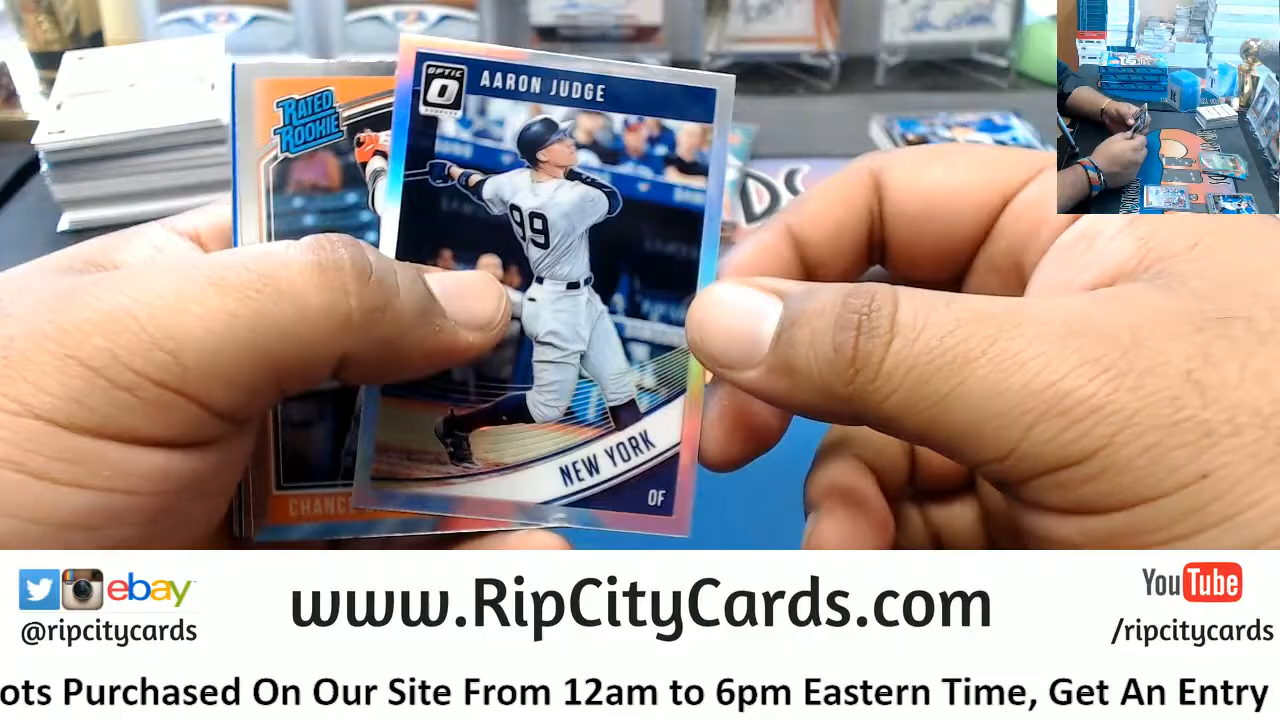 OPTIC
AARON JUDGE
RATED
ROOKIE
99
NEW YORK
OF
CHANCE
ebay
www.RipCityCards.com
YouTube
@ripcitycards
/ripcitycards
ots Purchased On Our Site From 12am to 6pm Eastern Time, Get An Entry